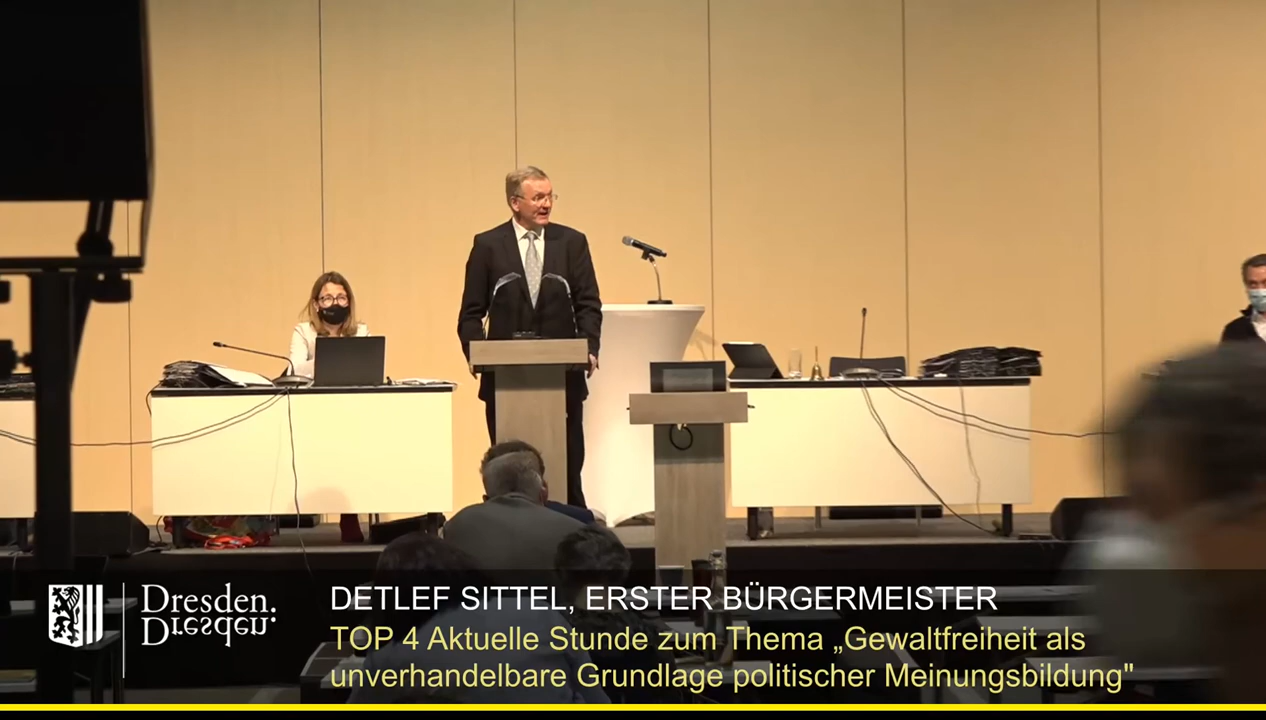 Dresden.
Dresden.
DETLEF SITTEL, ERSTER BÜRGERMEISTER
TOP 4 Aktuelle Stunde zum Thema „Gewaltfreiheit als
unverhandelbare Grundlage politischer Meinungsbildung"